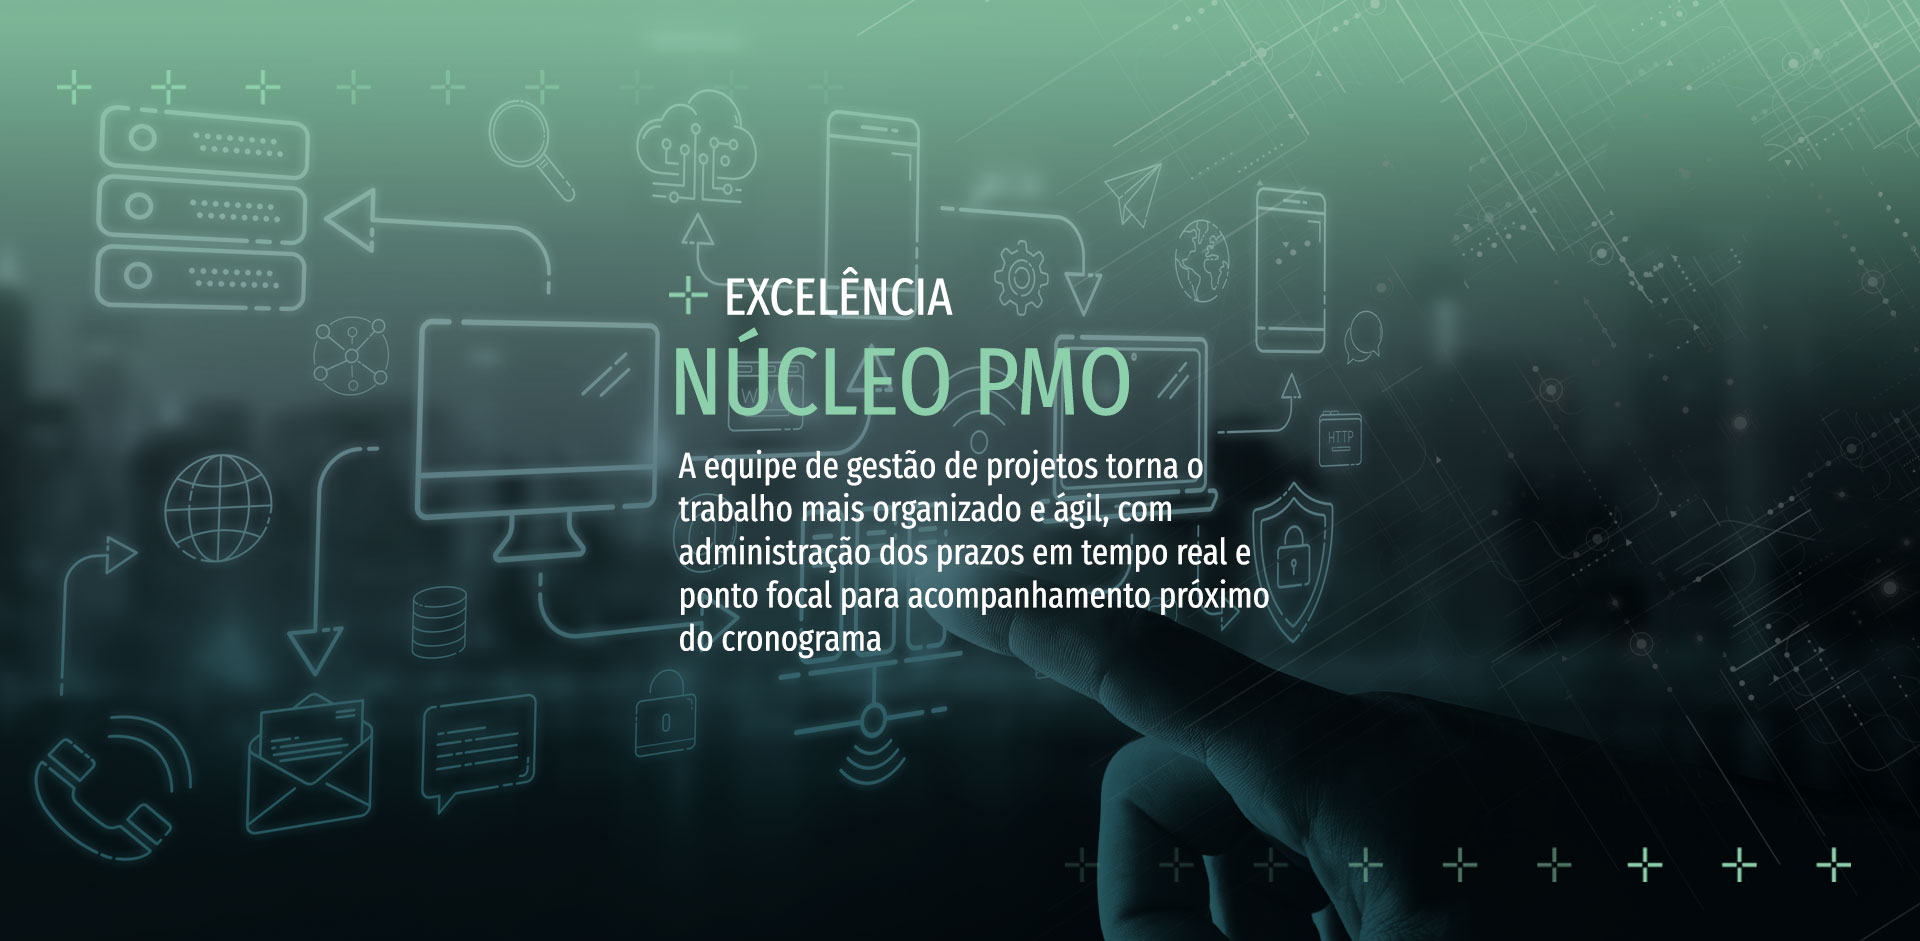 EXCELÊNCIA
NÚCLEO PMO
A equipe de gestão de projetos torna o
trabalho mais organizado e ágil, com
administração dos prazos em tempo real e
ponto focal para acompanhamento próximo
do cronograma
HTTP